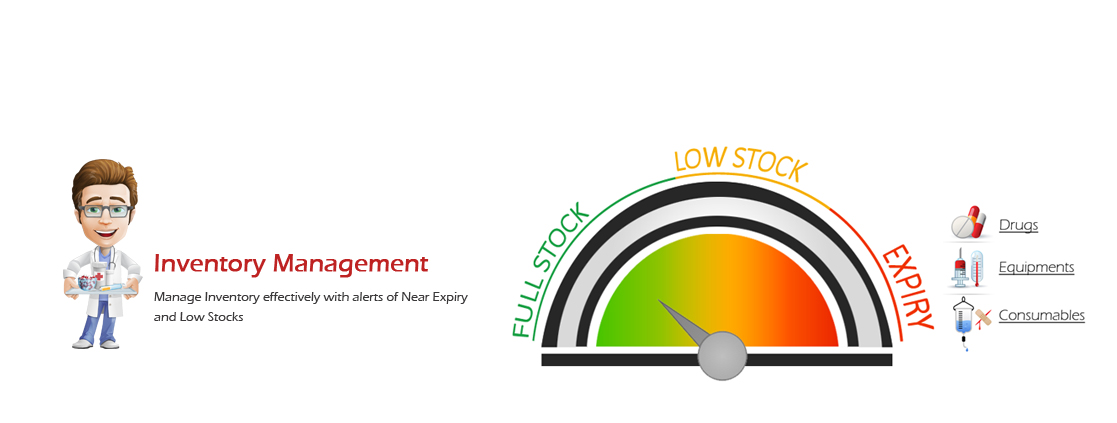 Inventory Management
Manage Inventory effectively with alerts of Near Expiry
and Low Stocks
FULL STOCK
LOW STOCK
EXPIRY
Drugs
Equipments
Consumables